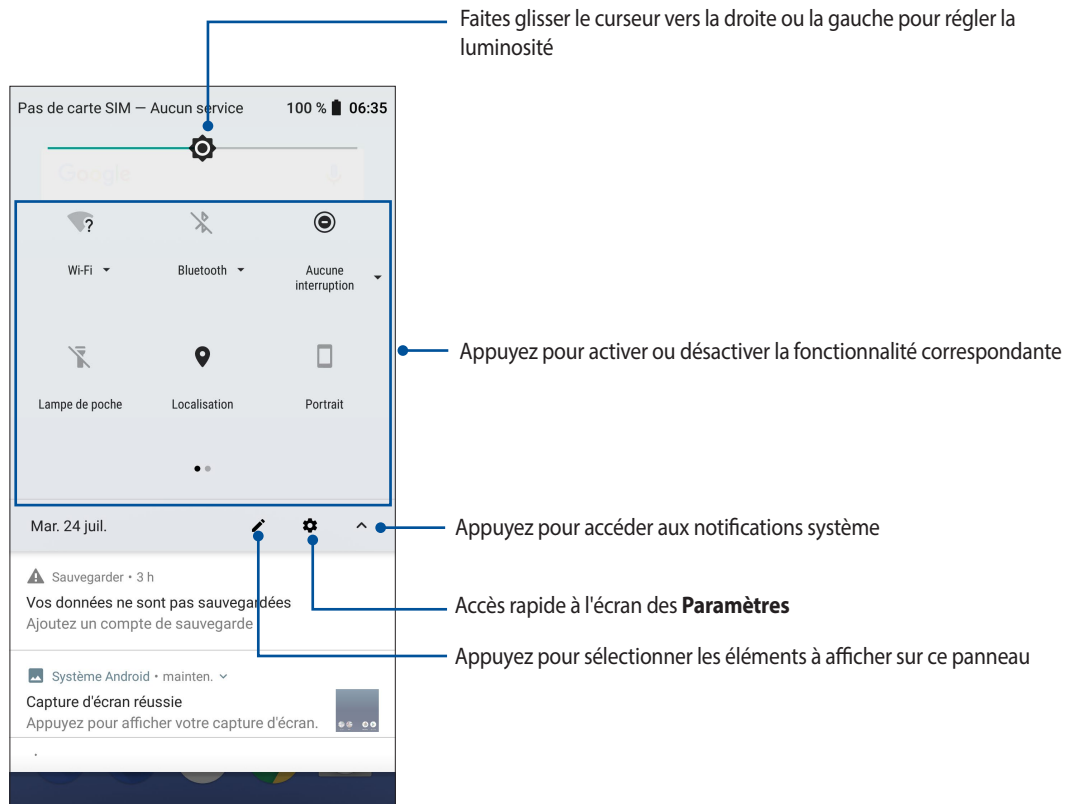 Faites glisser le curseur vers la droite ou la gauche pour régler la
luminosité
Pas de carte SIM — Aucun service 100 % 06:35
Google
?
Wi-Fi
Bluetooth
Aucune
interruption
Appuyez pour activer ou désactiver la fonctionnalité correspondante
Lampe de poche
Localisation
Portrait
Mar. 24 juil.
Appuyez pour accéder aux notifications système
Sauvegarder • 3 h
Vos données ne sont pas sauvegardées
Ajoutez un compte de sauvegarde
Accès rapide à l'écran des Paramètres
Appuyez pour sélectionner les éléments à afficher sur ce panneau
Système Android • mainten.
Capture d'écran réussie
Appuyez pour afficher votre capture d'écran.